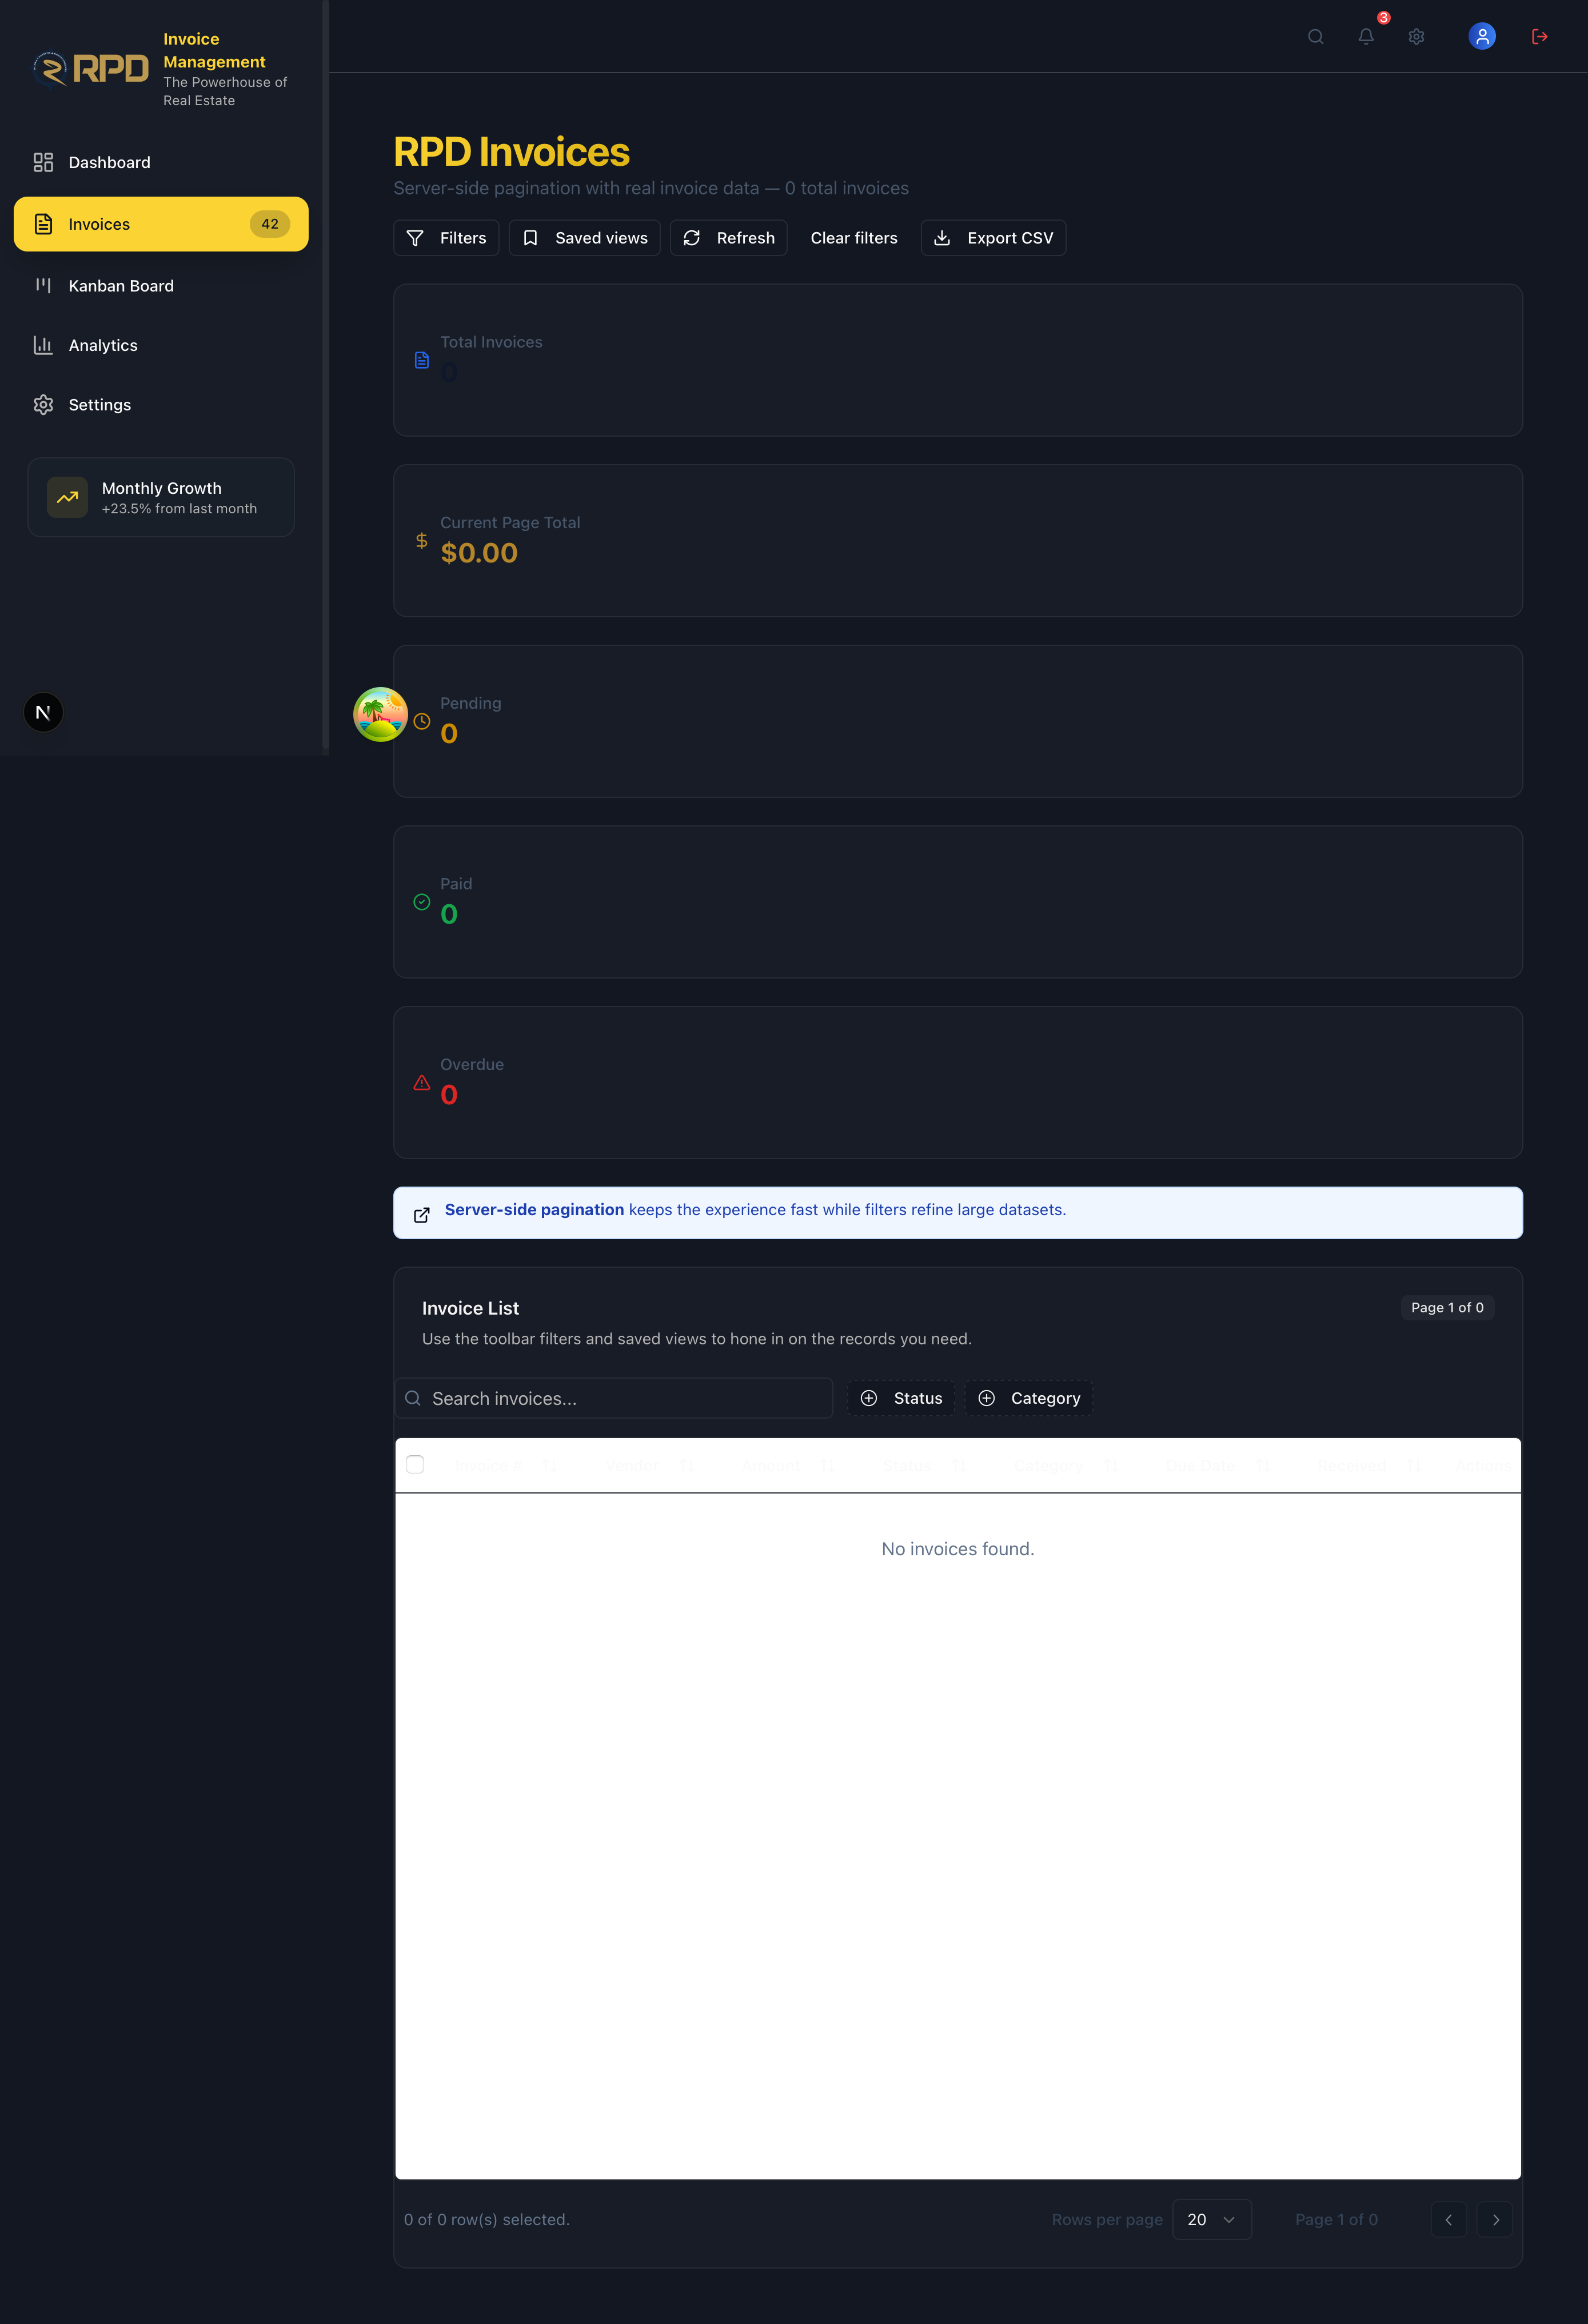 RPD
Invoice
Management
The Powerhouse of
Real Estate
3
Dashboard
Invoices 42
Kanban Board
Analytics
Settings
Monthly Growth
+23.5% from last month
N
RPD Invoices
Server-side pagination with real invoice data — 0 total invoices
Filters Saved views Refresh Clear filters Export CSV
Total Invoices
0
Current Page Total
$0.00
Pending
0
Paid
0
Overdue
0
Server-side pagination keeps the experience fast while filters refine large datasets.
Invoice List Page 1 of 0
Use the toolbar filters and saved views to hone in on the records you need.
Search invoices... Status Category
Invoice # Vendor Amount Status Category Due Date Received Actions
No invoices found.
0 of 0 row(s) selected. Rows per page 20 Page 1 of 0